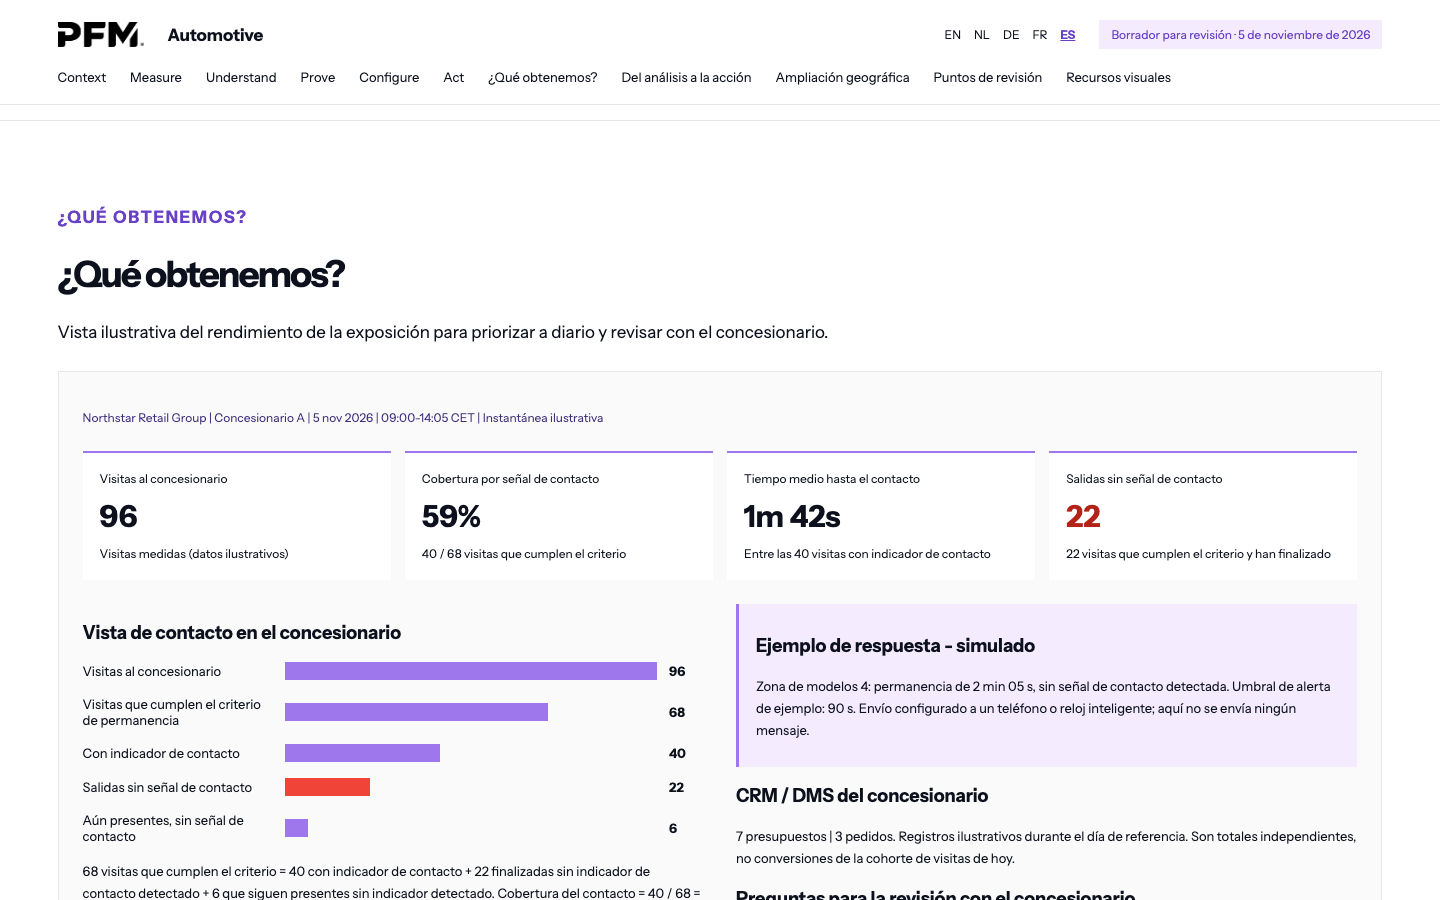 PFM. Automotive
EN NL DE FR ES
Borrador para revisión · 5 de noviembre de 2026
Context Measure Understand Prove Configure Act ¿Qué obtenemos? Del análisis a la acción Ampliación geográfica Puntos de revisión Recursos visuales
¿QUÉ OBTENEMOS?
¿Qué obtenemos?
Vista ilustrativa del rendimiento de la exposición para priorizar a diario y revisar con el concesionario.
Northstar Retail Group | Concesionario A | 5 nov 2026 | 09:00–14:05 CET | Instantánea ilustrativa
Visitas al concesionario
96
Visitas medidas (datos ilustrativos)
Cobertura por señal de contacto
59%
40 / 68 visitas que cumplen el criterio
Tiempo medio hasta el contacto
1m 42s
Entre las 40 visitas con indicador de contacto
Salidas sin señal de contacto
22
22 visitas que cumplen el criterio y han finalizado
Vista de contacto en el concesionario
Visitas al concesionario 96
Visitas que cumplen el criterio
de permanencia 68
Con indicador de contacto 40
Salidas sin señal de contacto 22
Aún presentes, sin señal de
contacto 6
68 visitas que cumplen el criterio = 40 con indicador de contacto + 22 finalizadas sin indicador de
contacto detectado + 6 que siguen presentes sin indicador detectado. Cobertura del contacto = 40 / 68 =
Ejemplo de respuesta – simulado
Zona de modelos 4: permanencia de 2 min 05 s, sin señal de contacto detectada. Umbral de alerta
de ejemplo: 90 s. Envío configurado a un teléfono o reloj inteligente; aquí no se envía ningún
mensaje.
CRM / DMS del concesionario
7 presupuestos | 3 pedidos. Registros ilustrativos durante el día de referencia. Son totales independientes,
no conversiones de la cohorte de visitas de hoy.
Preguntas para la revisión con el concesionario